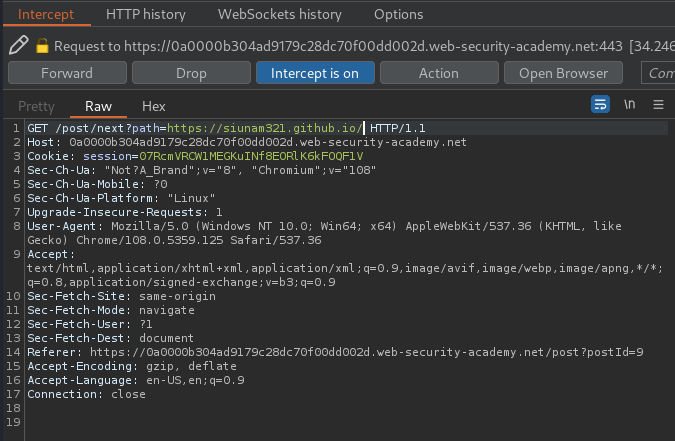 Intercept HTTP history WebSockets history Options
Request to https://0a0000b304ad9179c28dc70f00dd002d.web-security-academy.net:443 [34.246
Forward Drop Intercept is on Action Open Browser Com
Pretty Raw Hex \n
1 GET /post/next?path=https://siunam321.github.io/ HTTP/1.1
2 Host: 0a0000b304ad9179c28dc70f00dd002d.web-security-academy.net
3 Cookie: session=07RcmVRCW1MEGKuINf8EORlK6kFOQF1V
4 Sec-Ch-Ua: "Not?A_Brand";v="8", "Chromium";v="108"
5 Sec-Ch-Ua-Mobile: ?0
6 Sec-Ch-Ua-Platform: "Linux"
7 Upgrade-Insecure-Requests: 1
8 User-Agent: Mozilla/5.0 (Windows NT 10.0; Win64; x64) AppleWebKit/537.36 (KHTML, like
Gecko) Chrome/108.0.5359.125 Safari/537.36
9 Accept:
text/html,application/xhtml+xml,application/xml;q=0.9,image/avif,image/webp,image/apng,*/*;
q=0.8,application/signed-exchange;v=b3;q=0.9
10 Sec-Fetch-Site: same-origin
11 Sec-Fetch-Mode: navigate
12 Sec-Fetch-User: ?1
13 Sec-Fetch-Dest: document
14 Referer: https://0a0000b304ad9179c28dc70f00dd002d.web-security-academy.net/post?postId=9
15 Accept-Encoding: gzip, deflate
16 Accept-Language: en-US,en;q=0.9
17 Connection: close
18
19